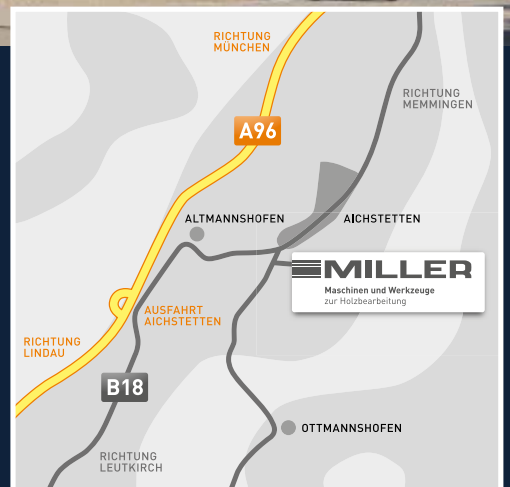 RICHTUNG
MÜNCHEN
RICHTUNG
MEMMINGEN
A96
ALTMANNSHOFEN
AICHSTETTEN
MILLER
Maschinen und Werkzeuge
zur Holzbearbeitung
AUSFAHRT
AICHSTETTEN
RICHTUNG
LINDAU
B18
OTTMANNSHOFEN
RICHTUNG
LEUTKIRCH